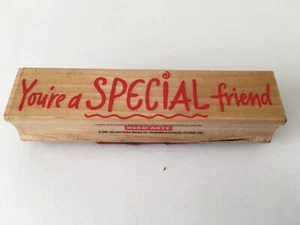 You're a SPECIAL friend
HERO ARTS